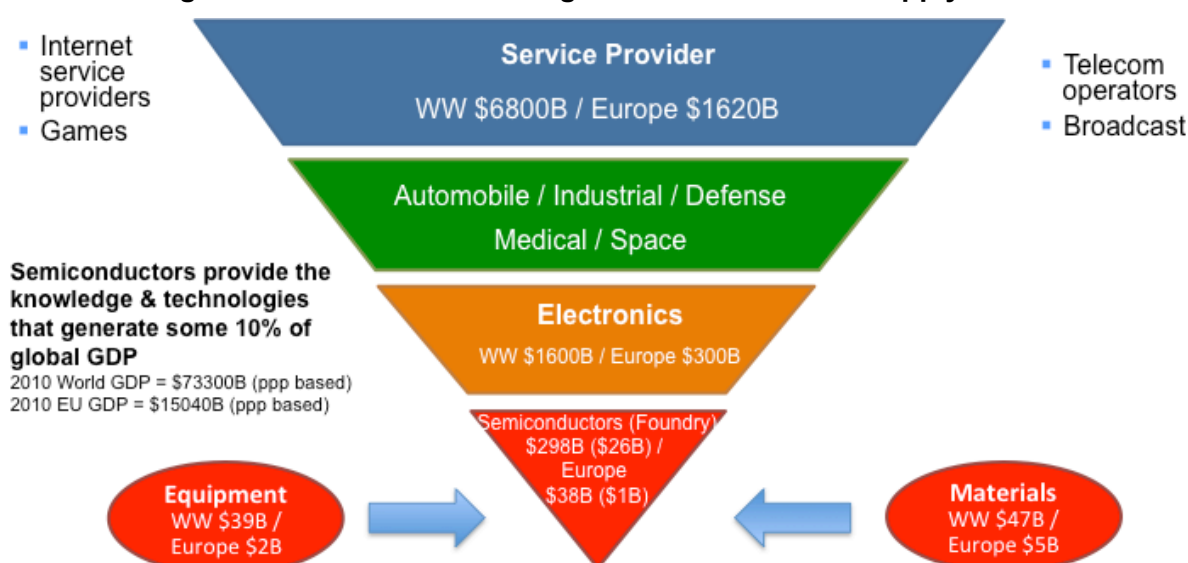 Internet
service
providers
Games
Service Provider
WW $6800B / Europe $1620B
Telecom
operators
Broadcast
Automobile / Industrial / Defense
Medical / Space
Semiconductors provide the
knowledge & technologies
that generate some 10% of
global GDP
2010 World GDP = $73300B (ppp based)
2010 EU GDP = $15040B (ppp based)
Electronics
WW $1600B / Europe $300B
Semiconductors (Foundry)
$298B ($26B) /
Europe
$38B ($1B)
Equipment
WW $39B /
Europe $2B
Materials
WW $47B /
Europe $5B